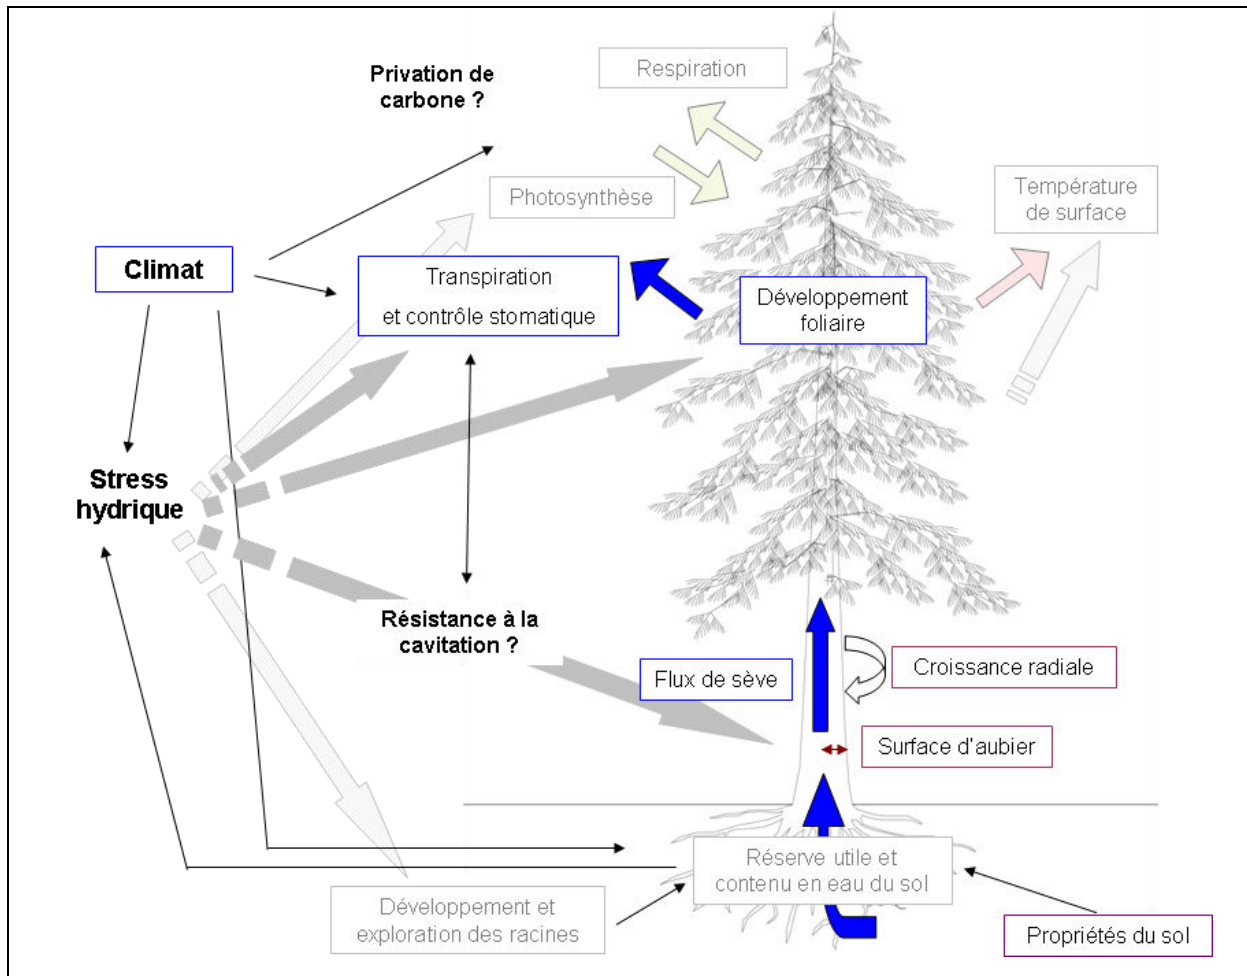 Privation de
carbone ?
Respiration
Photosynthèse
Température
de surface
Climat
Transpiration
et contrôle stomatique
Développement
foliaire
Stress
hydrique
Résistance à la
cavitation ?
Flux de sève
Croissance radiale
Surface d'aubier
Réserve utile et
contenu en eau du sol
Développement et
exploration des racines
Propriétés du sol